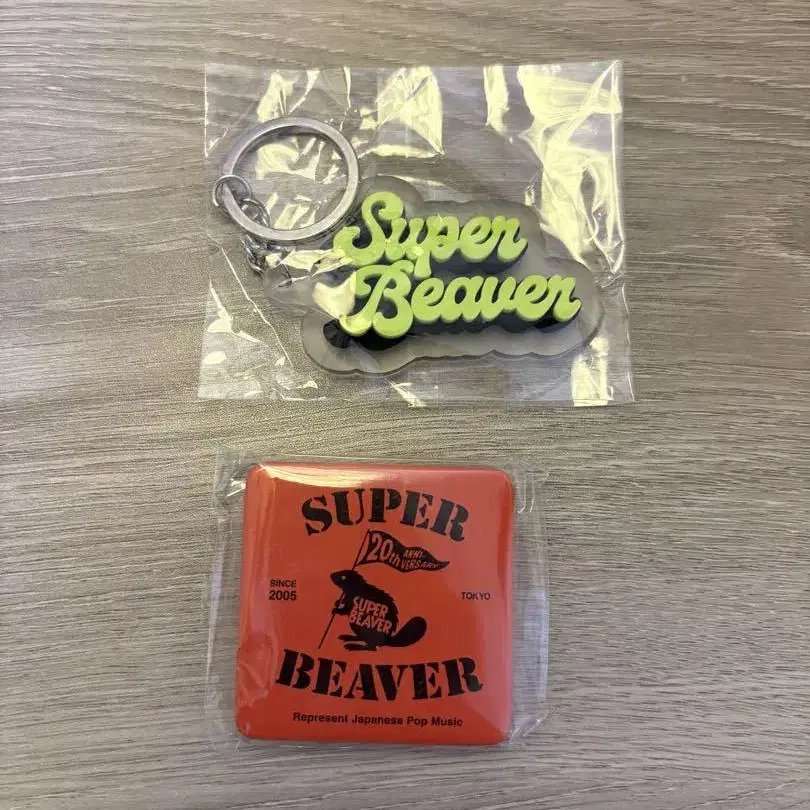 Super
Beaver
SUPER
20th ANNI-
VERSARY
SINCE
2005
TOKYO
SUPER
BEAVER
BEAVER
Represent Japanese Pop Music